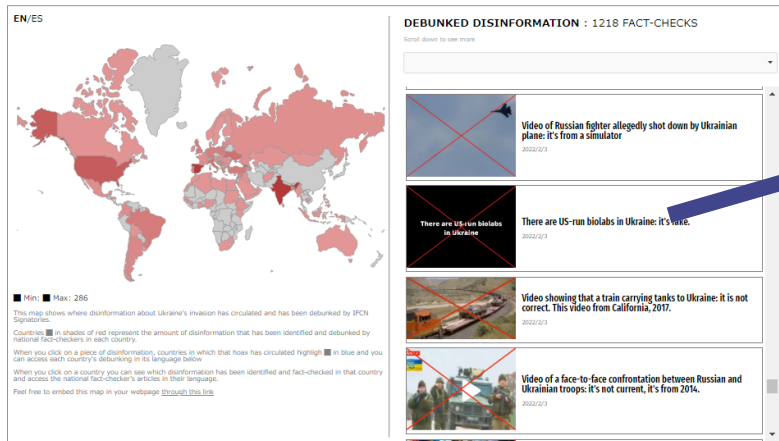 EN/ES
DEBUNKED DISINFORMATION : 1218 FACT-CHECKS
Scroll down to see more
Video of Russian fighter allegedly shot down by Ukrainian
plane: it's from a simulator
2022/2/3
There are US-run biolabs
in Ukraine
There are US-run biolabs in Ukraine: it's fake.
2022/2/3
Video showing that a train carrying tanks to Ukraine: it is not
correct. This video from California, 2017.
2022/2/3
Video of a face-to-face confrontation between Russian and
Ukrainian troops: it's not current, it's from 2014.
2022/2/3
Min: Max: 286
This map shows where disinformation about Ukraine's invasion has circulated and has been debunked by IFCN
Signatories.
Countries in shades of red represent the amount of disinformation that has been identified and debunked by
national fact-checkers in each country.
When you click on a piece of disinformation, countries in which that hoax has circulated highligh in blue and you
can access each country's debunking in its language below
When you click on a country you can see which disinformation has been identified and fact-checked in that country
and access the national fact-checker's articles in their language.
Feel free to embed this map in your webpage through this link